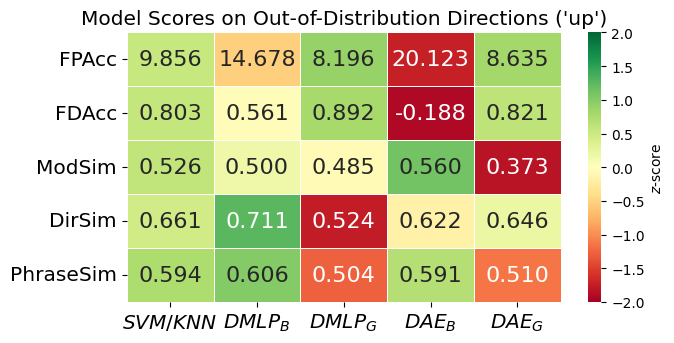 Model Scores on Out-of-Distribution Directions ('up')
FPAcc 9.856 14.678 8.196 20.123 8.635
FDAcc 0.803 0.561 0.892 -0.188 0.821
ModSim 0.526 0.500 0.485 0.560 0.373
DirSim 0.661 0.711 0.524 0.622 0.646
PhraseSim 0.594 0.606 0.504 0.591 0.510
SVM/KNN DMLP_B DMLP_G DAE_B DAE_G
2.0
1.5
1.0
0.5
0.0
−0.5
−1.0
−1.5
−2.0
z-score